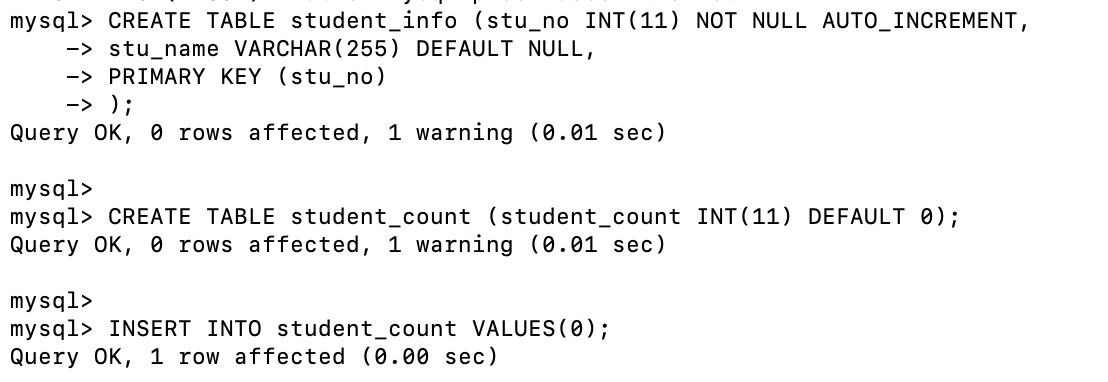 mysql> CREATE TABLE student_info (stu_no INT(11) NOT NULL AUTO_INCREMENT,
    -> stu_name VARCHAR(255) DEFAULT NULL,
    -> PRIMARY KEY (stu_no)
    -> );
Query OK, 0 rows affected, 1 warning (0.01 sec)

mysql>
mysql> CREATE TABLE student_count (student_count INT(11) DEFAULT 0);
Query OK, 0 rows affected, 1 warning (0.01 sec)

mysql>
mysql> INSERT INTO student_count VALUES(0);
Query OK, 1 row affected (0.00 sec)